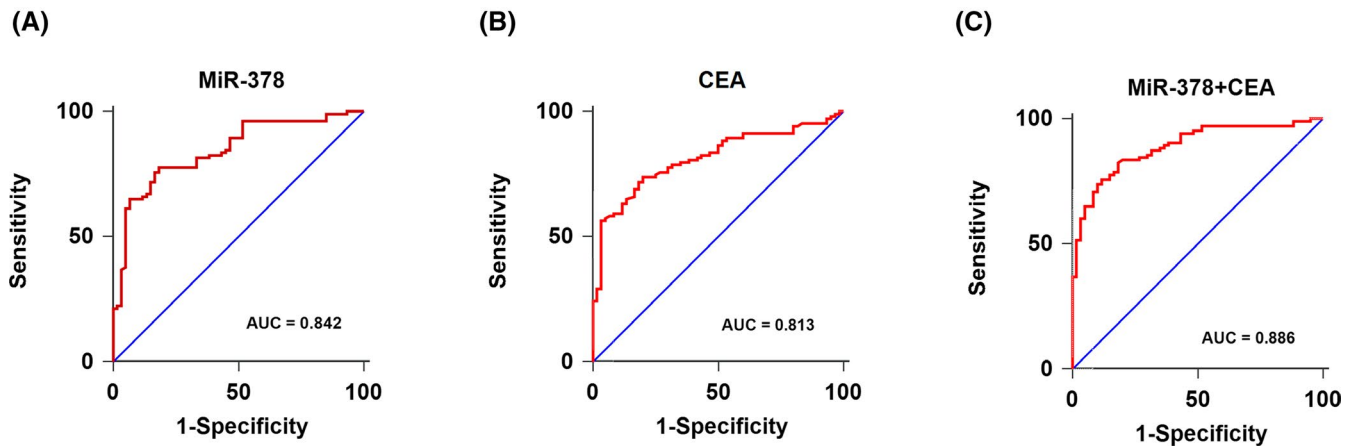 (A)
MiR-378
100
50
0
Sensitivity
AUC = 0.842
0 50 100
1-Specificity
(B)
CEA
100
50
0
Sensitivity
AUC = 0.813
0 50 100
1-Specificity
(C)
MiR-378+CEA
100
50
0
Sensitivity
AUC = 0.886
0 50 100
1-Specificity